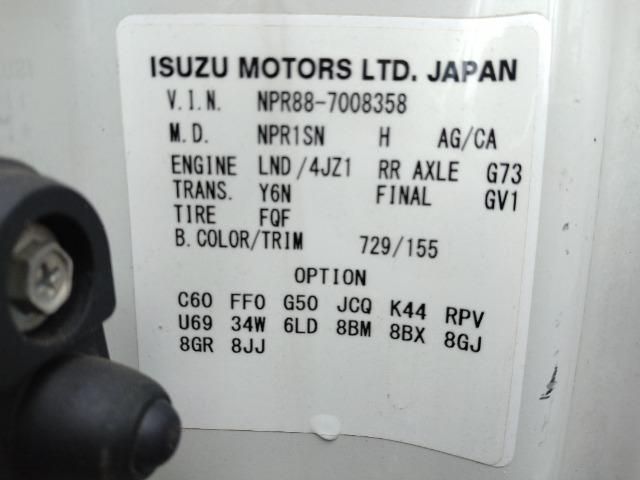 ISUZU MOTORS LTD. JAPAN
V.I.N. NPR88-7008358
M.D. NPR1SN H AG/CA
ENGINE LND/4JZ1 RR AXLE G73
TRANS. Y6N FINAL GV1
TIRE FQF
B.COLOR/TRIM 729/155
OPTION
C60 FF0 G50 JCQ K44 RPV
U69 34W 6LD 8BM 8BX 8GJ
8GR 8JJ